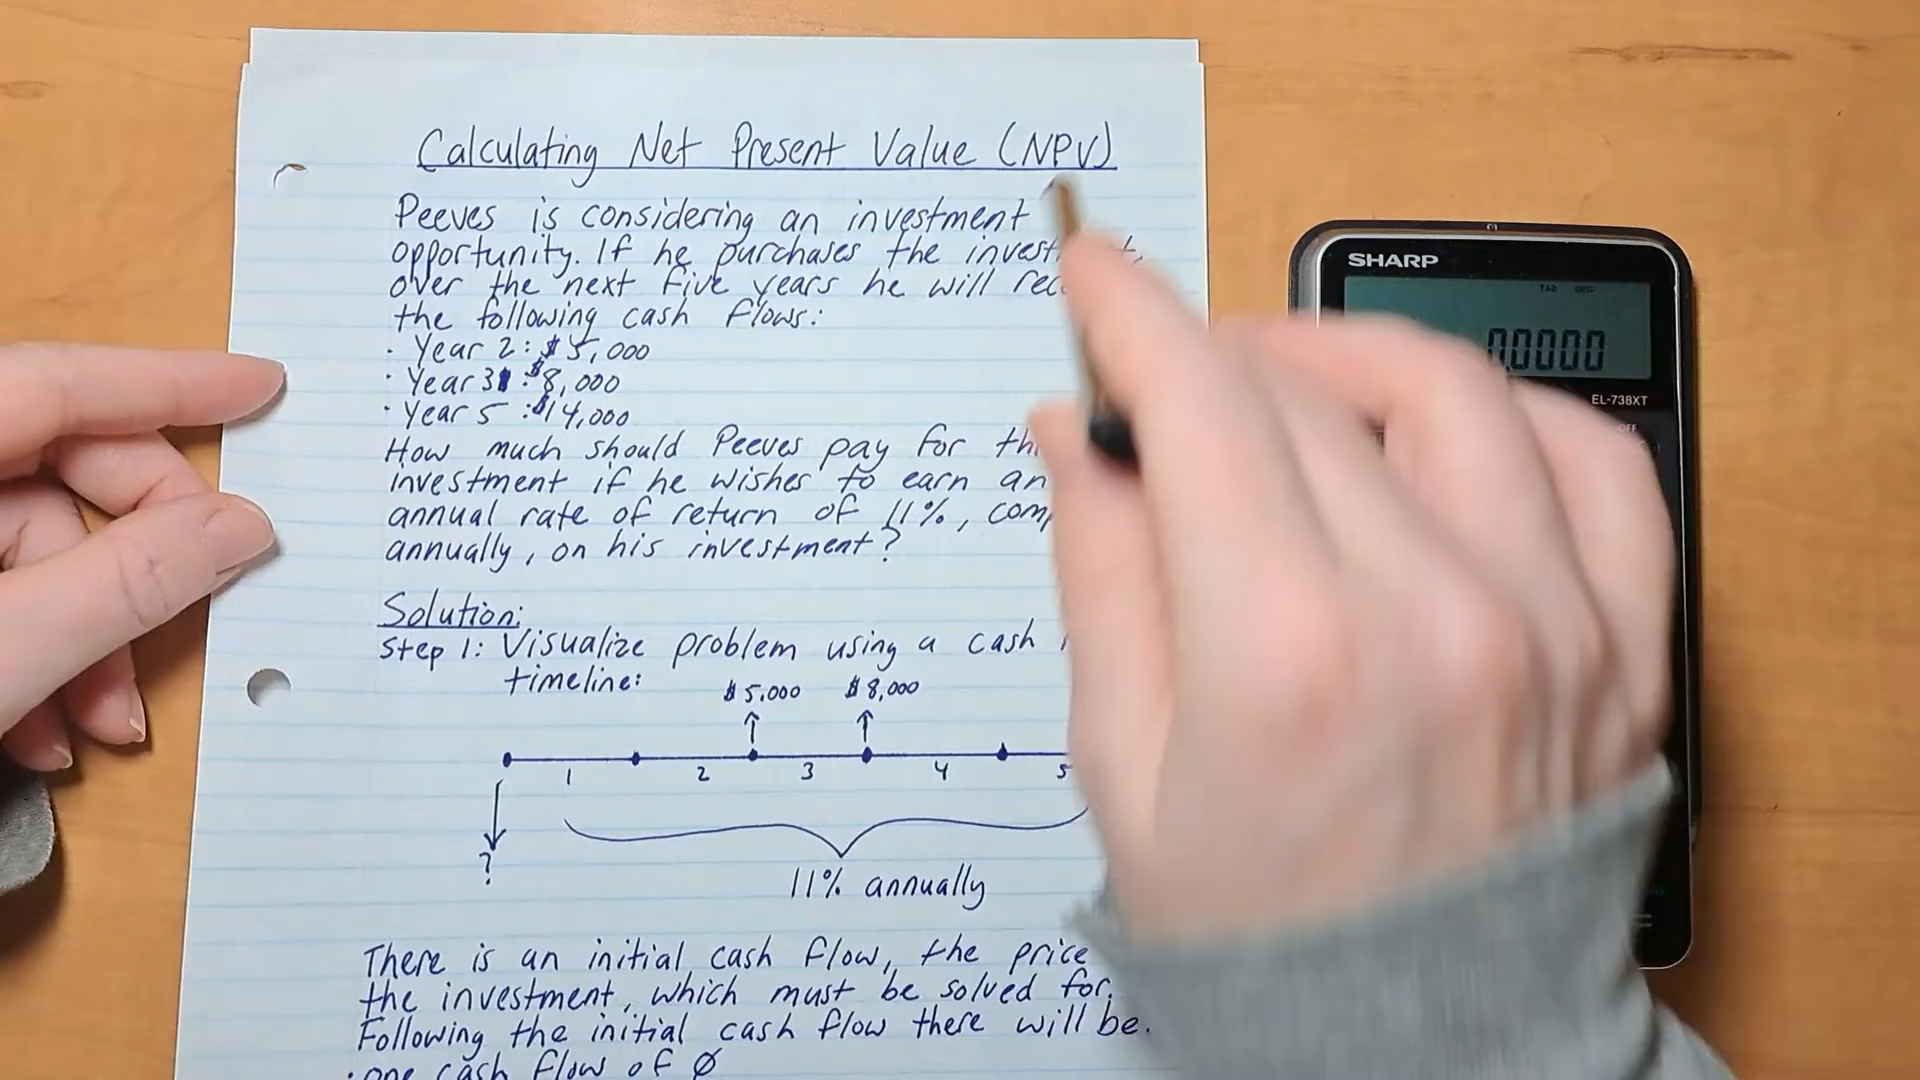 Calculating Net Present Value (NPV)
Peeves is considering an investment
opportunity. If he purchases the
over the next five years he will
the following cash flows:
· Year 2: $5,000
· Year 3: $8,000
· Year 5: $14,000
How much should Peeves pay for
investment if he wishes to earn an
annual rate of return of 11%,
annually, on his investment?
Solution:
Step 1: Visualize problem using a cash
timeline:
$5,000 $8,000
1 2 3 4 5
?
11% annually
There is an initial cash flow, the price
the investment, which must be solved for.
Following the initial cash flow there will be:
· one cash flow of Ø
SHARP
TAB DEG
0.0000
EL-738XT
OFF